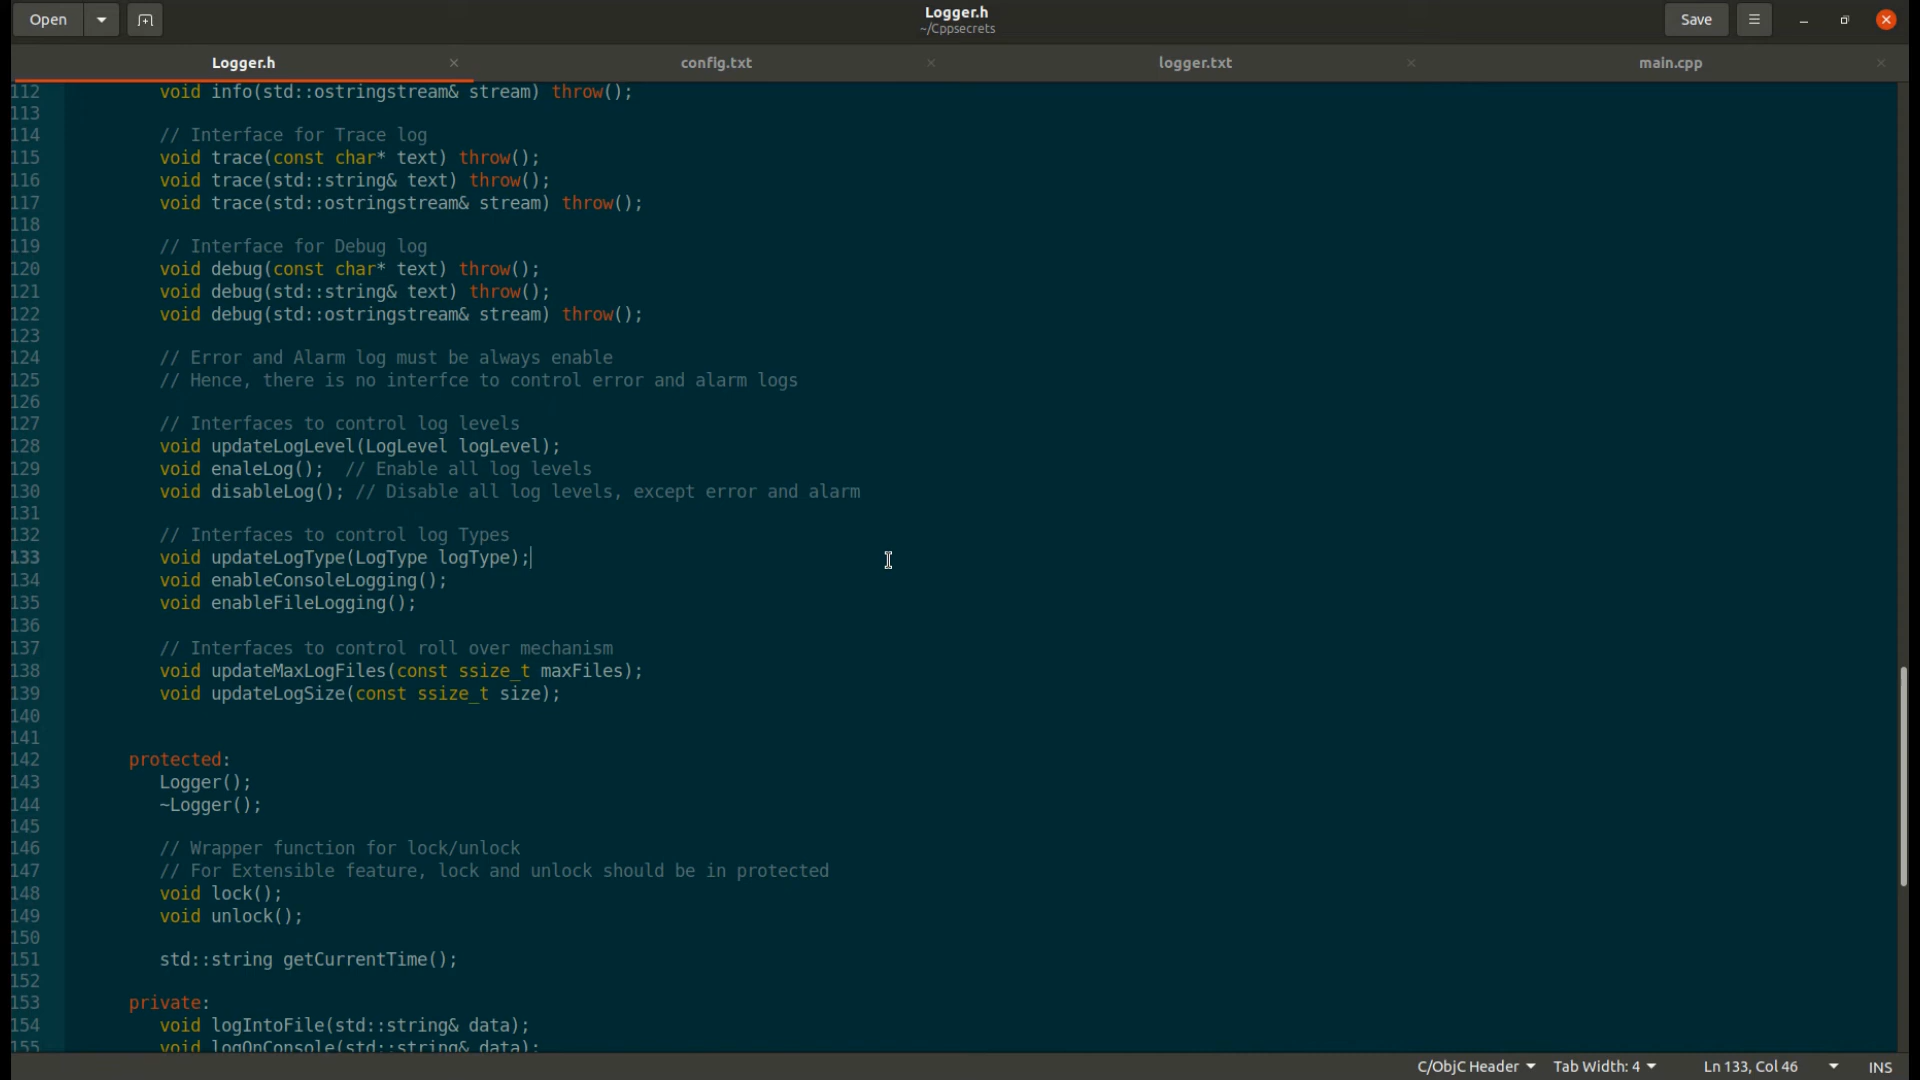 Open
Logger.h
~/Cppsecrets
Save
Logger.h
config.txt
logger.txt
main.cpp
112 void info(std::ostringstream& stream) throw();
113
114 // Interface for Trace log
115 void trace(const char* text) throw();
116 void trace(std::string& text) throw();
117 void trace(std::ostringstream& stream) throw();
118
119 // Interface for Debug log
120 void debug(const char* text) throw();
121 void debug(std::string& text) throw();
122 void debug(std::ostringstream& stream) throw();
123
124 // Error and Alarm log must be always enable
125 // Hence, there is no interfce to control error and alarm logs
126
127 // Interfaces to control log levels
128 void updateLogLevel(LogLevel logLevel);
129 void enaleLog();  // Enable all log levels
130 void disableLog(); // Disable all log levels, except error and alarm
131
132 // Interfaces to control log Types
133 void updateLogType(LogType logType);
134 void enableConsoleLogging();
135 void enableFileLogging();
136
137 // Interfaces to control roll over mechanism
138 void updateMaxLogFiles(const ssize_t maxFiles);
139 void updateLogSize(const ssize_t size);
140
141
142 protected:
143 Logger();
144 ~Logger();
145
146 // Wrapper function for lock/unlock
147 // For Extensible feature, lock and unlock should be in protected
148 void lock();
149 void unlock();
150
151 std::string getCurrentTime();
152
153 private:
154 void logIntoFile(std::string& data);
155 void logOnConsole(std::string& data);
C/ObjC Header
Tab Width: 4
Ln 133, Col 46
INS